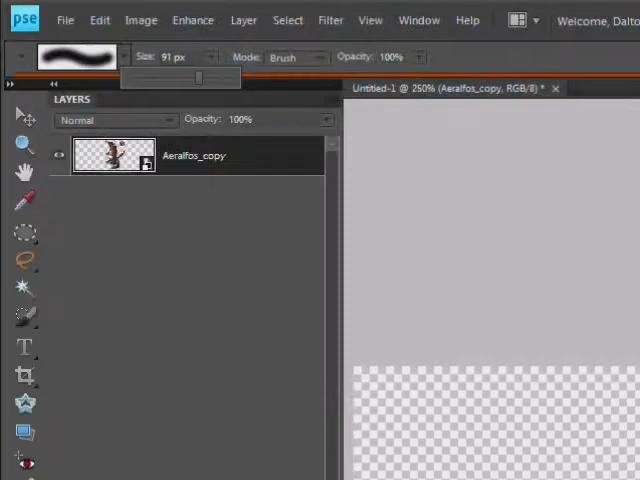 pse File Edit Image Enhance Layer Select Filter View Window Help Welcome, Dalto
Size: 91 px Mode: Brush Opacity: 100%
LAYERS Untitled-1 @ 250% (Aeralfos_copy, RGB/8) * ×
Normal Opacity: 100%
Aeralfos_copy
T